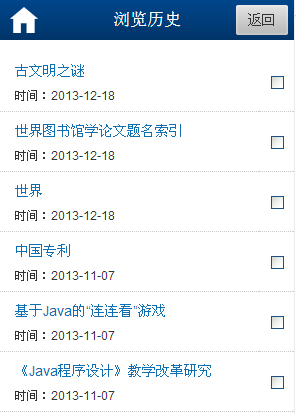 浏览历史
返回
古文明之谜
时间：2013-12-18
世界图书馆学论文题名索引
时间：2013-12-18
世界
时间：2013-12-18
中国专利
时间：2013-11-07
基于Java的“连连看”游戏
时间：2013-11-07
《Java程序设计》教学改革研究
时间：2013-11-07